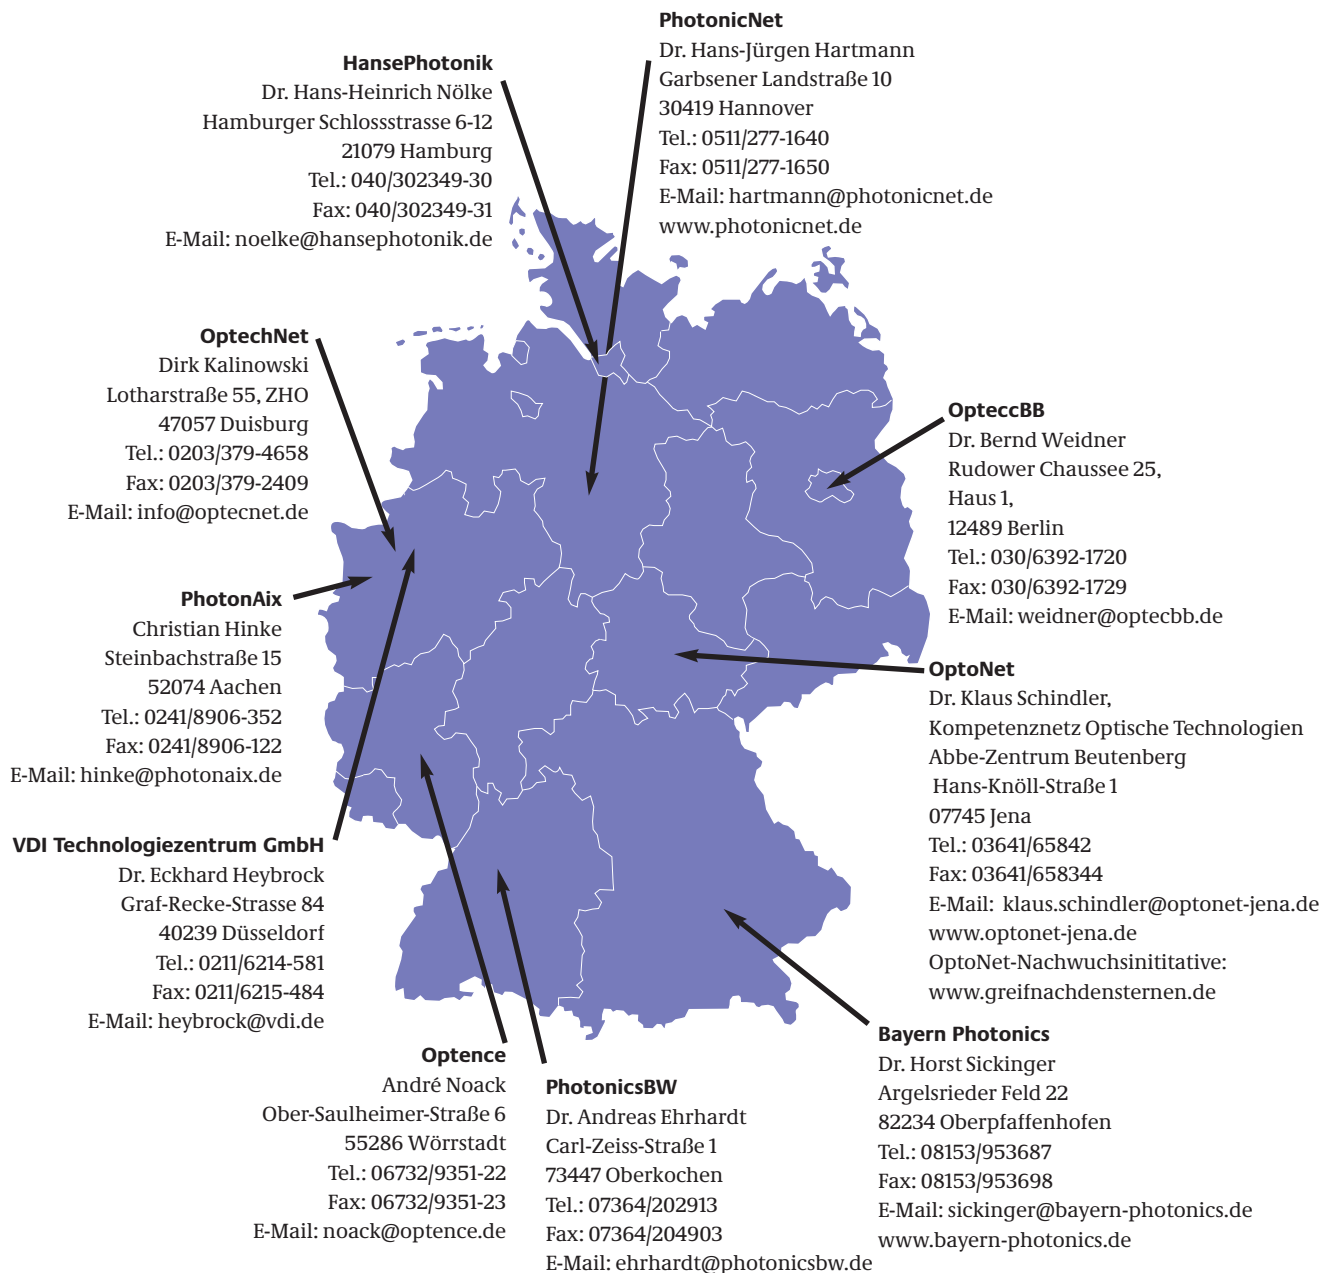 PhotonicNet
Dr. Hans-Jürgen Hartmann
Garbsener Landstraße 10
30419 Hannover
Tel.: 0511/277-1640
Fax: 0511/277-1650
E-Mail: hartmann@photonicnet.de
www.photonicnet.de
HansePhotonik
Dr. Hans-Heinrich Nölke
Hamburger Schlossstrasse 6-12
21079 Hamburg
Tel.: 040/302349-30
Fax: 040/302349-31
E-Mail: noelke@hansephotonik.de
OptechNet
Dirk Kalinowski
Lotharstraße 55, ZHO
47057 Duisburg
Tel.: 0203/379-4658
Fax: 0203/379-2409
E-Mail: info@optecnet.de
OpteccBB
Dr. Bernd Weidner
Rudower Chaussee 25,
Haus 1,
12489 Berlin
Tel.: 030/6392-1720
Fax: 030/6392-1729
E-Mail: weidner@optecbb.de
PhotonAix
Christian Hinke
Steinbachstraße 15
52074 Aachen
Tel.: 0241/8906-352
Fax: 0241/8906-122
E-Mail: hinke@photonaix.de
OptoNet
Dr. Klaus Schindler,
Kompetenznetz Optische Technologien
Abbe-Zentrum Beutenberg
Hans-Knöll-Straße 1
07745 Jena
Tel.: 03641/65842
Fax: 03641/658344
E-Mail: klaus.schindler@optonet-jena.de
www.optonet-jena.de
OptoNet-Nachwuchsinititative:
www.greifnachdensternen.de
VDI Technologiezentrum GmbH
Dr. Eckhard Heybrock
Graf-Recke-Strasse 84
40239 Düsseldorf
Tel.: 0211/6214-581
Fax: 0211/6215-484
E-Mail: heybrock@vdi.de
Optence
André Noack
Ober-Saulheimer-Straße 6
55286 Wörrstadt
Tel.: 06732/9351-22
Fax: 06732/9351-23
E-Mail: noack@optence.de
PhotonicsBW
Dr. Andreas Ehrhardt
Carl-Zeiss-Straße 1
73447 Oberkochen
Tel.: 07364/202913
Fax: 07364/204903
E-Mail: ehrhardt@photonicsbw.de
Bayern Photonics
Dr. Horst Sickinger
Argelsrieder Feld 22
82234 Oberpfaffenhofen
Tel.: 08153/953687
Fax: 08153/953698
E-Mail: sickinger@bayern-photonics.de
www.bayern-photonics.de